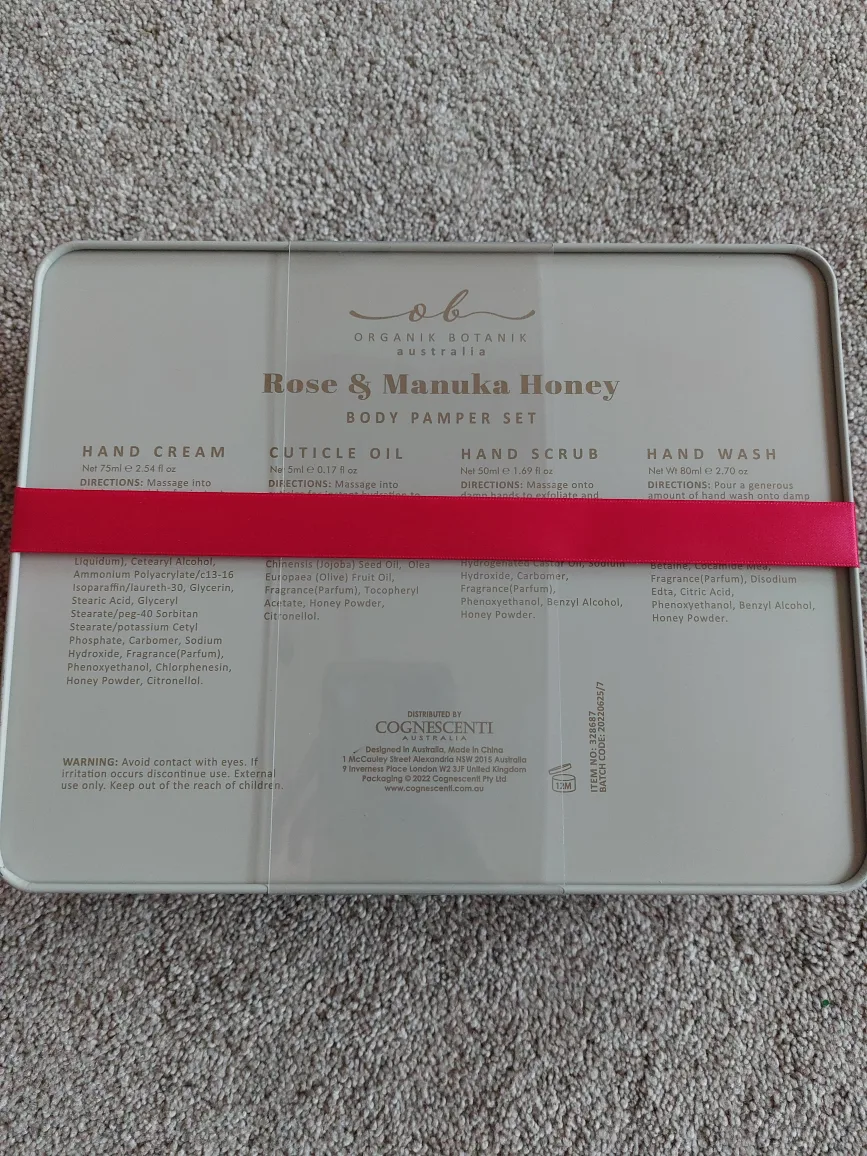 ob
ORGANIK BOTANIK
australia
Rose & Manuka Honey
BODY PAMPER SET
HAND CREAM
Net 75ml e 2.54 fl oz
DIRECTIONS: Massage into
Liquidum), Cetearyl Alcohol,
Ammonium Polyacrylate/c13-16
Isoparaffin/laureth-30, Glycerin,
Stearic Acid, Glyceryl
Stearate/peg-40 Sorbitan
Stearate/potassium Cetyl
Phosphate, Carbomer, Sodium
Hydroxide, Fragrance(Parfum),
Phenoxyethanol, Chlorphenesin,
Honey Powder, Citronellol.
CUTICLE OIL
Net 5ml e 0.17 fl oz
DIRECTIONS: Massage into
cuticles for instant hydration to
Chinensis (Jojoba) Seed Oil, Olea
Europaea (Olive) Fruit Oil,
Fragrance(Parfum), Tocopheryl
Acetate, Honey Powder,
Citronellol.
HAND SCRUB
Net 50ml e 1.69 fl oz
DIRECTIONS: Massage onto
damp hands to exfoliate and
Hydrogenated Castor Oil, Sodium
Hydroxide, Carbomer,
Fragrance(Parfum),
Phenoxyethanol, Benzyl Alcohol,
Honey Powder.
HAND WASH
Net Wt 80ml e 2.70 oz
DIRECTIONS: Pour a generous
amount of hand wash onto damp
Betaine, Cocamide Mea,
Fragrance(Parfum), Disodium
Edta, Citric Acid,
Phenoxyethanol, Benzyl Alcohol,
Honey Powder.
WARNING: Avoid contact with eyes. If
irritation occurs discontinue use. External
use only. Keep out of the reach of children.
DISTRIBUTED BY
COGNESCENTI
AUSTRALIA
Designed in Australia, Made in China
1 McCauley Street Alexandria NSW 2015 Australia
9 Inverness Place London W2 3JF United Kingdom
Packaging © 2022 Cognescenti Pty Ltd
www.cognescenti.com.au
12M
ITEM NO: 328687
BATCH CODE: 20220625/7